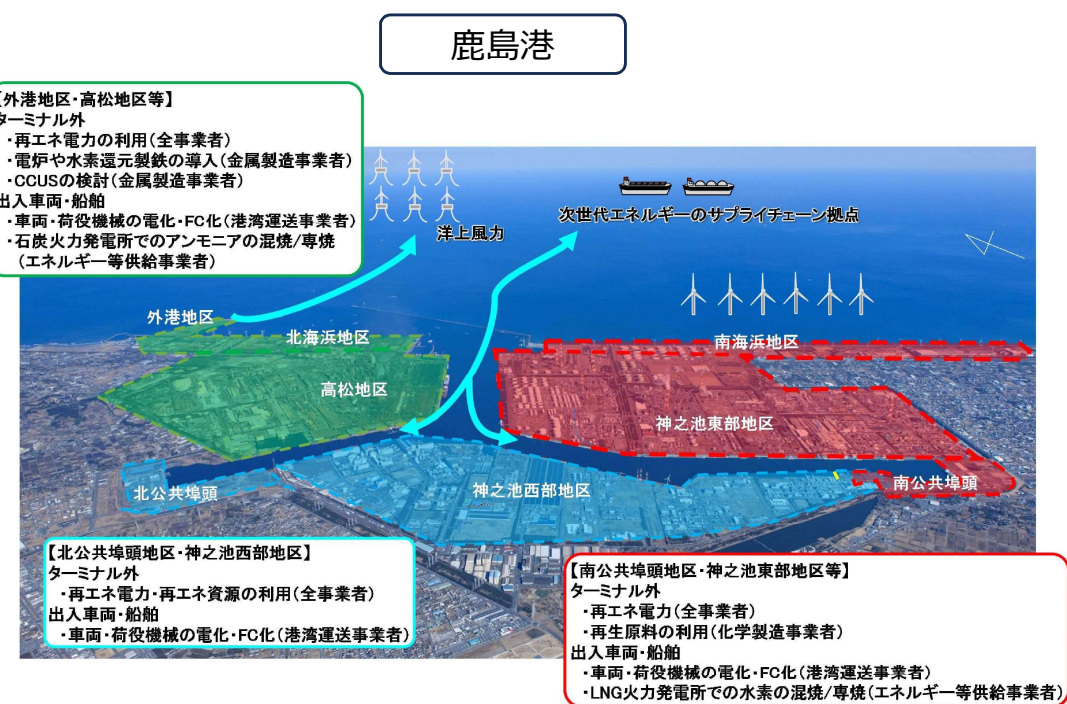 鹿島港
【外港地区・高松地区等】
ターミナル外
・再エネ電力の利用(全事業者)
・電炉や水素還元製鉄の導入(金属製造事業者)
・CCUSの検討(金属製造事業者)
出入車両・船舶
・車両・荷役機械の電化・FC化(港湾運送事業者)
・石炭火力発電所でのアンモニアの混焼/専焼
(エネルギー等供給事業者)
洋上風力
次世代エネルギーのサプライチェーン拠点
外港地区
北海浜地区
南海浜地区
高松地区
神之池東部地区
北公共埠頭
神之池西部地区
南公共埠頭
【北公共埠頭地区・神之池西部地区】
ターミナル外
・再エネ電力・再エネ資源の利用(全事業者)
出入車両・船舶
・車両・荷役機械の電化・FC化(港湾運送事業者)
【南公共埠頭地区・神之池東部地区等】
ターミナル外
・再エネ電力(全事業者)
・再生原料の利用(化学製造事業者)
出入車両・船舶
・車両・荷役機械の電化・FC化(港湾運送事業者)
・LNG火力発電所での水素の混焼/専焼(エネルギー等供給事業者)